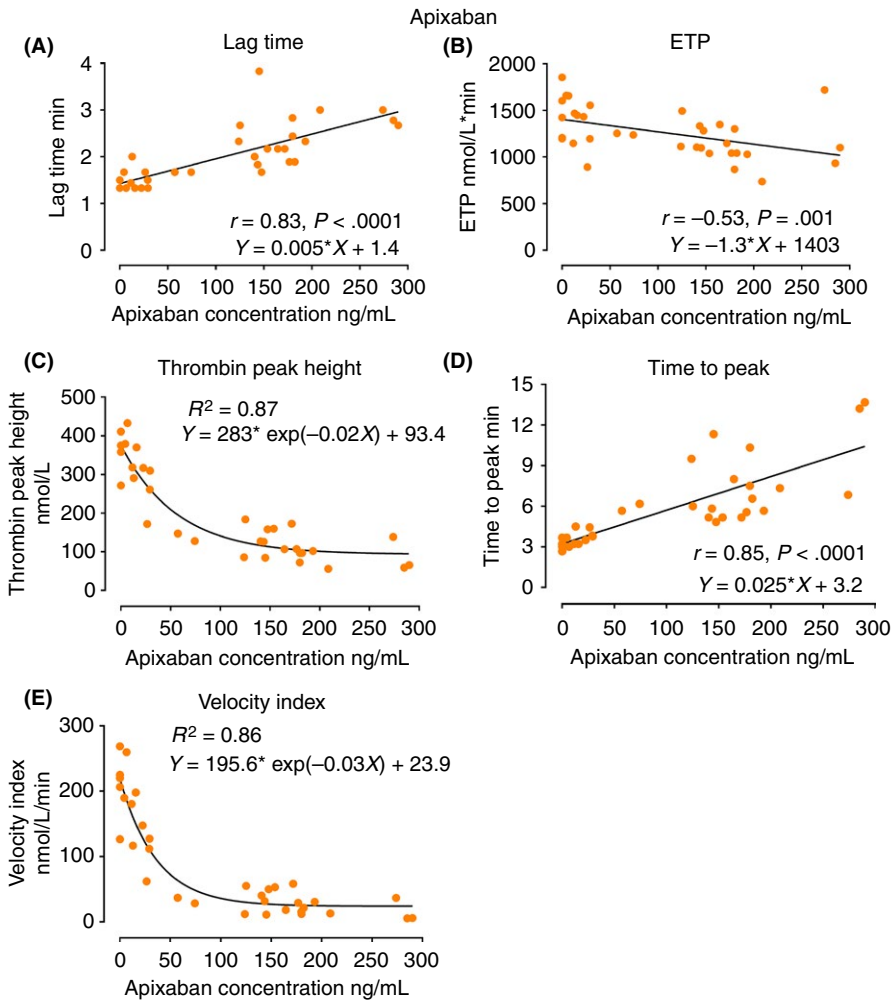 Apixaban
(A)
Lag time
Lag time min
4
3
2
1
0
r = 0.83, P < .0001
Y = 0.005*X + 1.4
0 50 100 150 200 250 300
Apixaban concentration ng/mL
(B)
ETP
ETP nmol/L*min
2000
1500
1000
500
0
r = –0.53, P = .001
Y = –1.3*X + 1403
0 50 100 150 200 250 300
Apixaban concentration ng/mL
(C)
Thrombin peak height
Thrombin peak height
nmol/L
500
400
300
200
100
0
R² = 0.87
Y = 283* exp(–0.02X) + 93.4
0 50 100 150 200 250 300
Apixaban concentration ng/mL
(D)
Time to peak
Time to peak min
15
12
9
6
3
0
r = 0.85, P < .0001
Y = 0.025*X + 3.2
0 50 100 150 200 250 300
Apixaban concentration ng/mL
(E)
Velocity index
Velocity index
nmol/L/min
300
200
100
0
R² = 0.86
Y = 195.6* exp(–0.03X) + 23.9
0 50 100 150 200 250 300
Apixaban concentration ng/mL